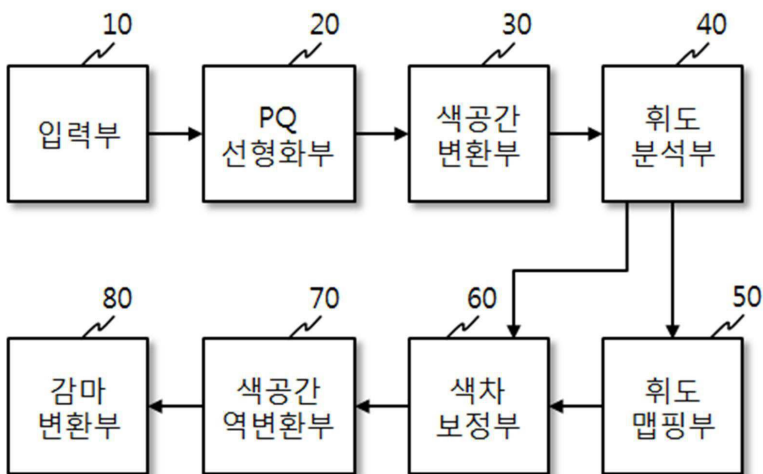 10
20
30
40
입력부
PQ
선형화부
색공간
변환부
휘도
분석부
80
70
60
50
감마
변환부
색공간
역변환부
색차
보정부
휘도
맵핑부